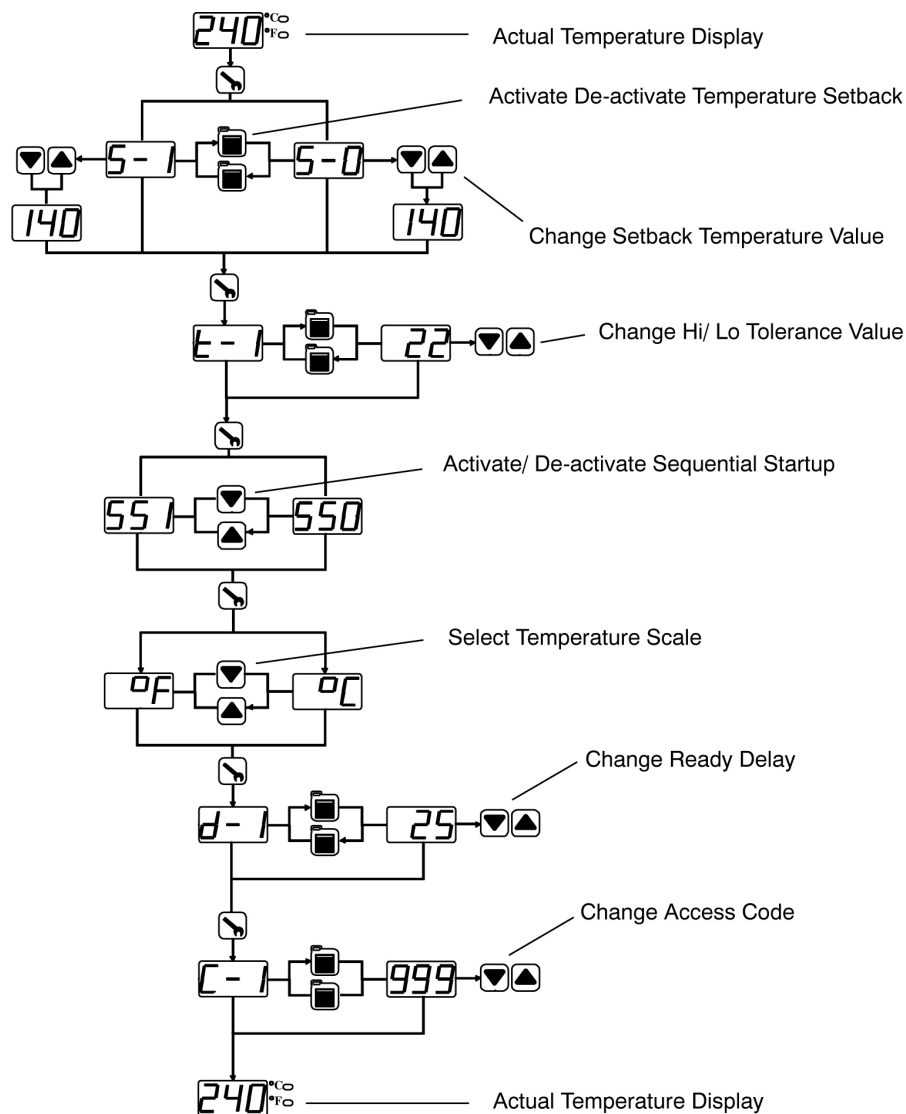 240 °C
°F
Actual Temperature Display
Activate De-activate Temperature Setback
S-1
S-0
140
140
Change Setback Temperature Value
t-1
22
Change Hi/ Lo Tolerance Value
Activate/ De-activate Sequential Startup
SS1
SS0
Select Temperature Scale
°F
°C
Change Ready Delay
d-1
25
Change Access Code
C-1
999
240 °C
°F
Actual Temperature Display